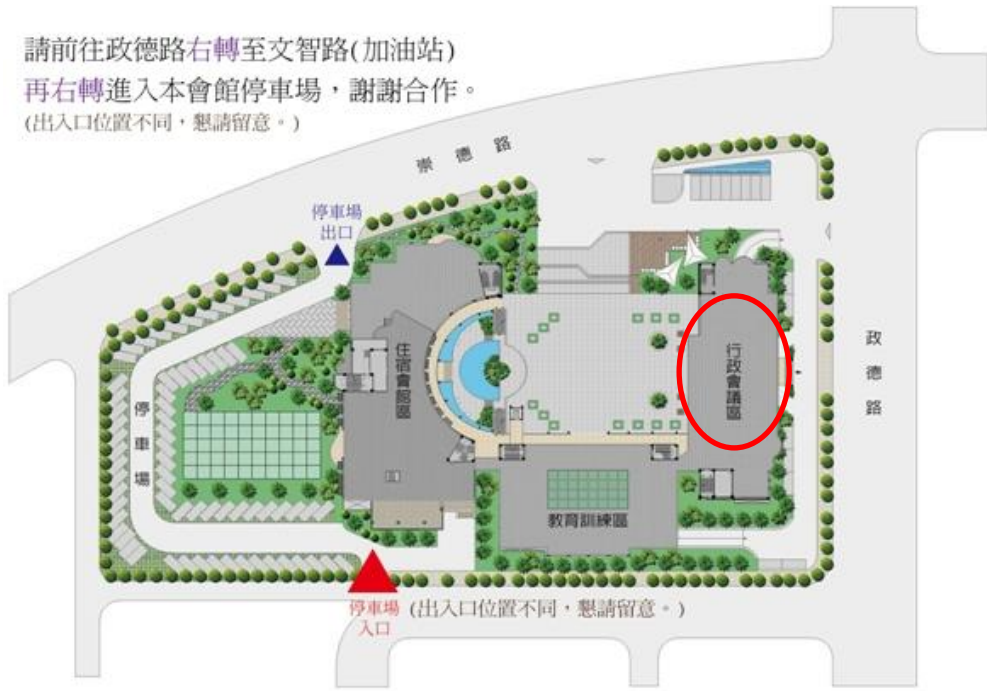 請前往政德路右轉至文智路(加油站)
再右轉進入本會館停車場，謝謝合作。
(出入口位置不同，懇請留意。)
崇德路
停車場
出口
住宿會館區
行政會議區
政德路
停車場
教育訓練區
停車場
入口
(出入口位置不同，懇請留意。)